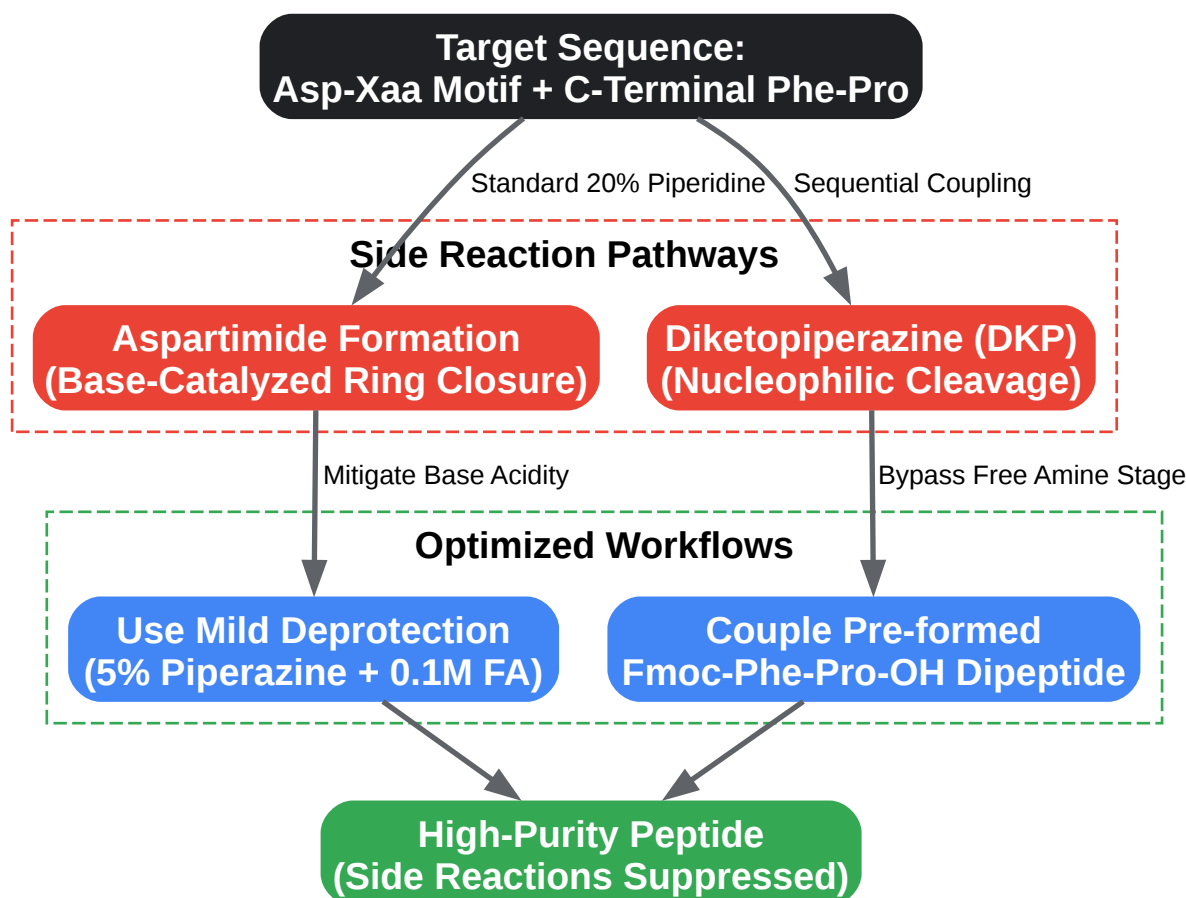 Target Sequence:
Asp-Xaa Motif + C-Terminal Phe-Pro
Standard 20% Piperidine
Sequential Coupling
Side Reaction Pathways
Aspartimide Formation
(Base-Catalyzed Ring Closure)
Diketopiperazine (DKP)
(Nucleophilic Cleavage)
Mitigate Base Acidity
Bypass Free Amine Stage
Optimized Workflows
Use Mild Deprotection
(5% Piperazine + 0.1M FA)
Couple Pre-formed
Fmoc-Phe-Pro-OH Dipeptide
High-Purity Peptide
(Side Reactions Suppressed)